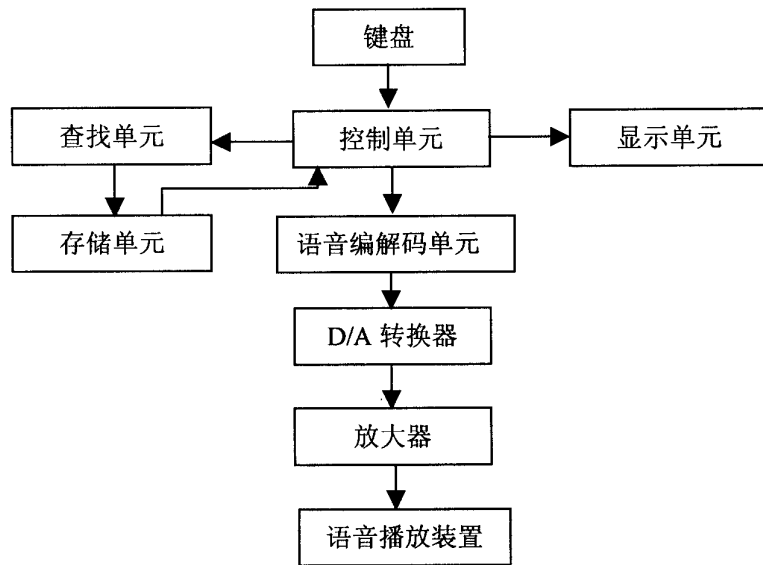 键盘
查找单元
控制单元
显示单元
存储单元
语音编解码单元
D/A 转换器
放大器
语音播放装置